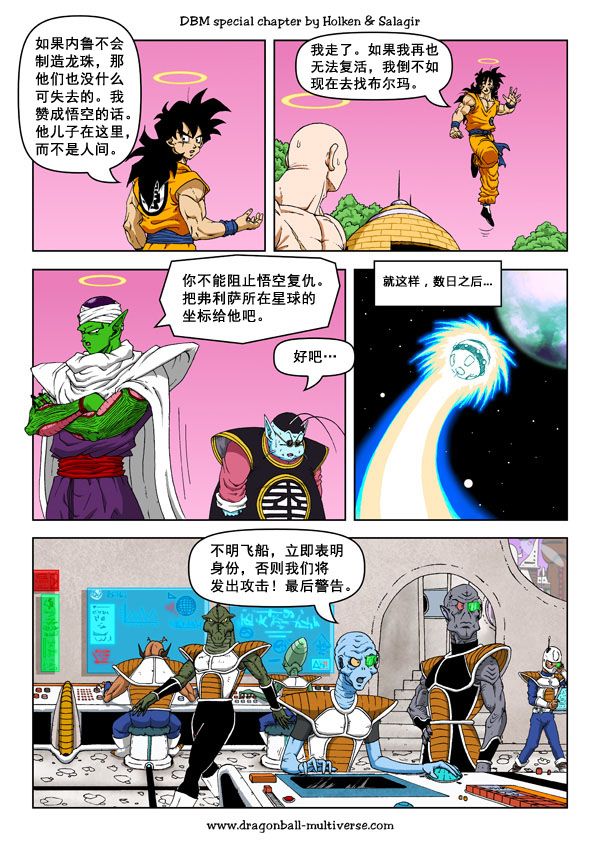 DBM special chapter by Holken & Salagir
如果内鲁不会
制造龙珠，那
他们也没什么
可失去的。我
赞成悟空的话。
他儿子在这里，
而不是人间。
我走了。如果我再也
无法复活，我倒不如
现在去找布尔玛。
你不能阻止悟空复仇。
把弗利萨所在星球的
坐标给他吧。
好吧…
就这样，数日之后...
不明飞船，立即表明
身份，否则我们将
发出攻击！最后警告。
www.dragonball-multiverse.com